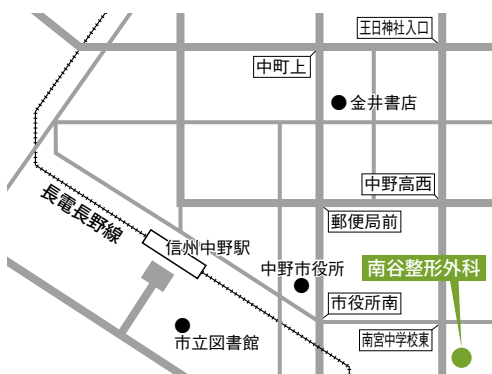 王日神社入口
中町上
金井書店
中野高西
郵便局前
長電長野線
信州中野駅
中野市役所
南谷整形外科
市役所南
南宮中学校東
市立図書館